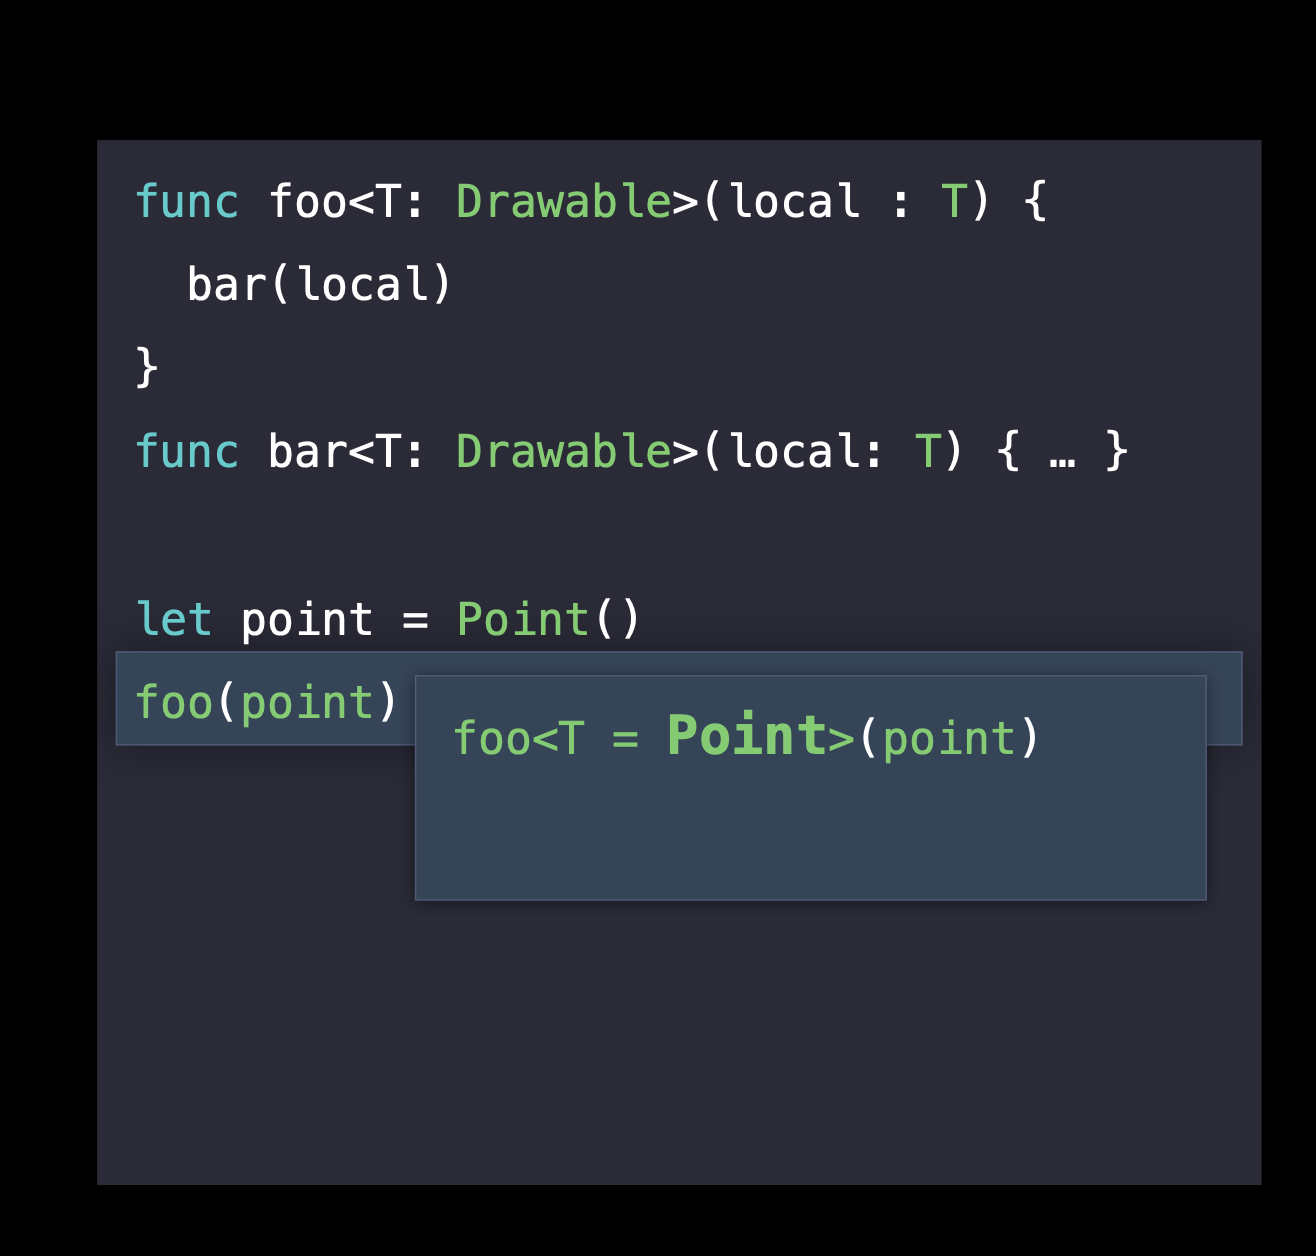 func foo<T: Drawable>(local : T) {
  bar(local)
}
func bar<T: Drawable>(local: T) { … }
let point = Point()
foo(point)
foo<T = Point>(point)